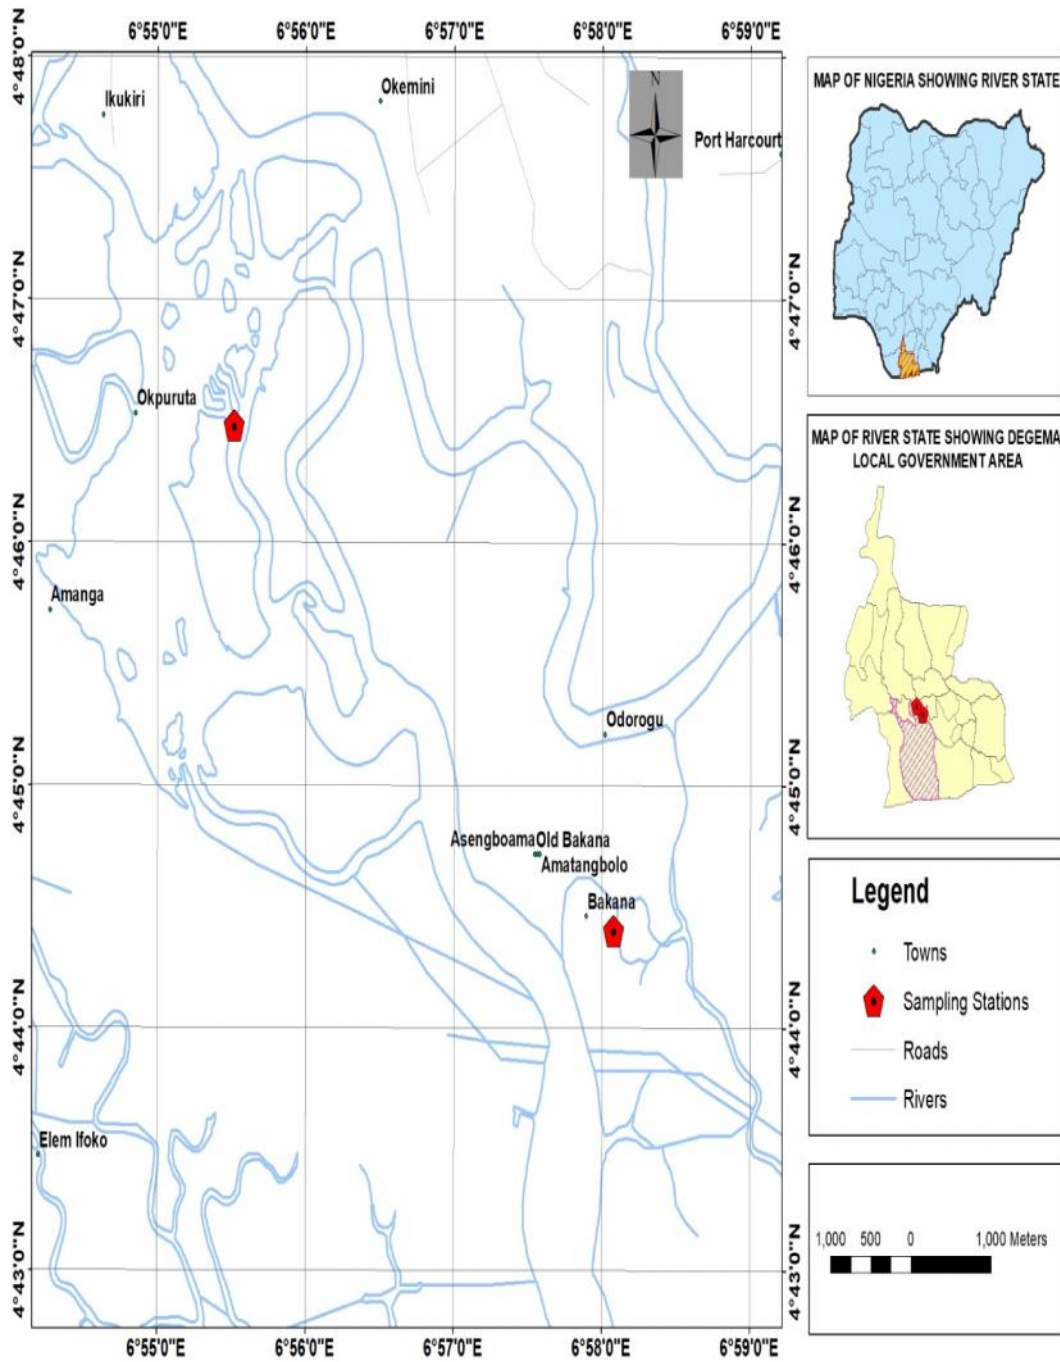 6°55'0"E 6°56'0"E 6°57'0"E 6°58'0"E 6°59'0"E
4°48'0"N
4°48'0"N
Ikukiri
Okemini
N
Port Harcourt
4°47'0"N
4°47'0"N
Okpuruta
4°46'0"N
4°46'0"N
Amanga
Odorogu
4°45'0"N
4°45'0"N
Asengboama Old Bakana
Amatangbolo
Bakana
4°44'0"N
4°44'0"N
Elem Ifoko
4°43'0"N
4°43'0"N
6°55'0"E 6°56'0"E 6°57'0"E 6°58'0"E 6°59'0"E
MAP OF NIGERIA SHOWING RIVER STATE
MAP OF RIVER STATE SHOWING DEGEMA
LOCAL GOVERNMENT AREA
Legend
Towns
Sampling Stations
Roads
Rivers
1,000 500 0 1,000 Meters